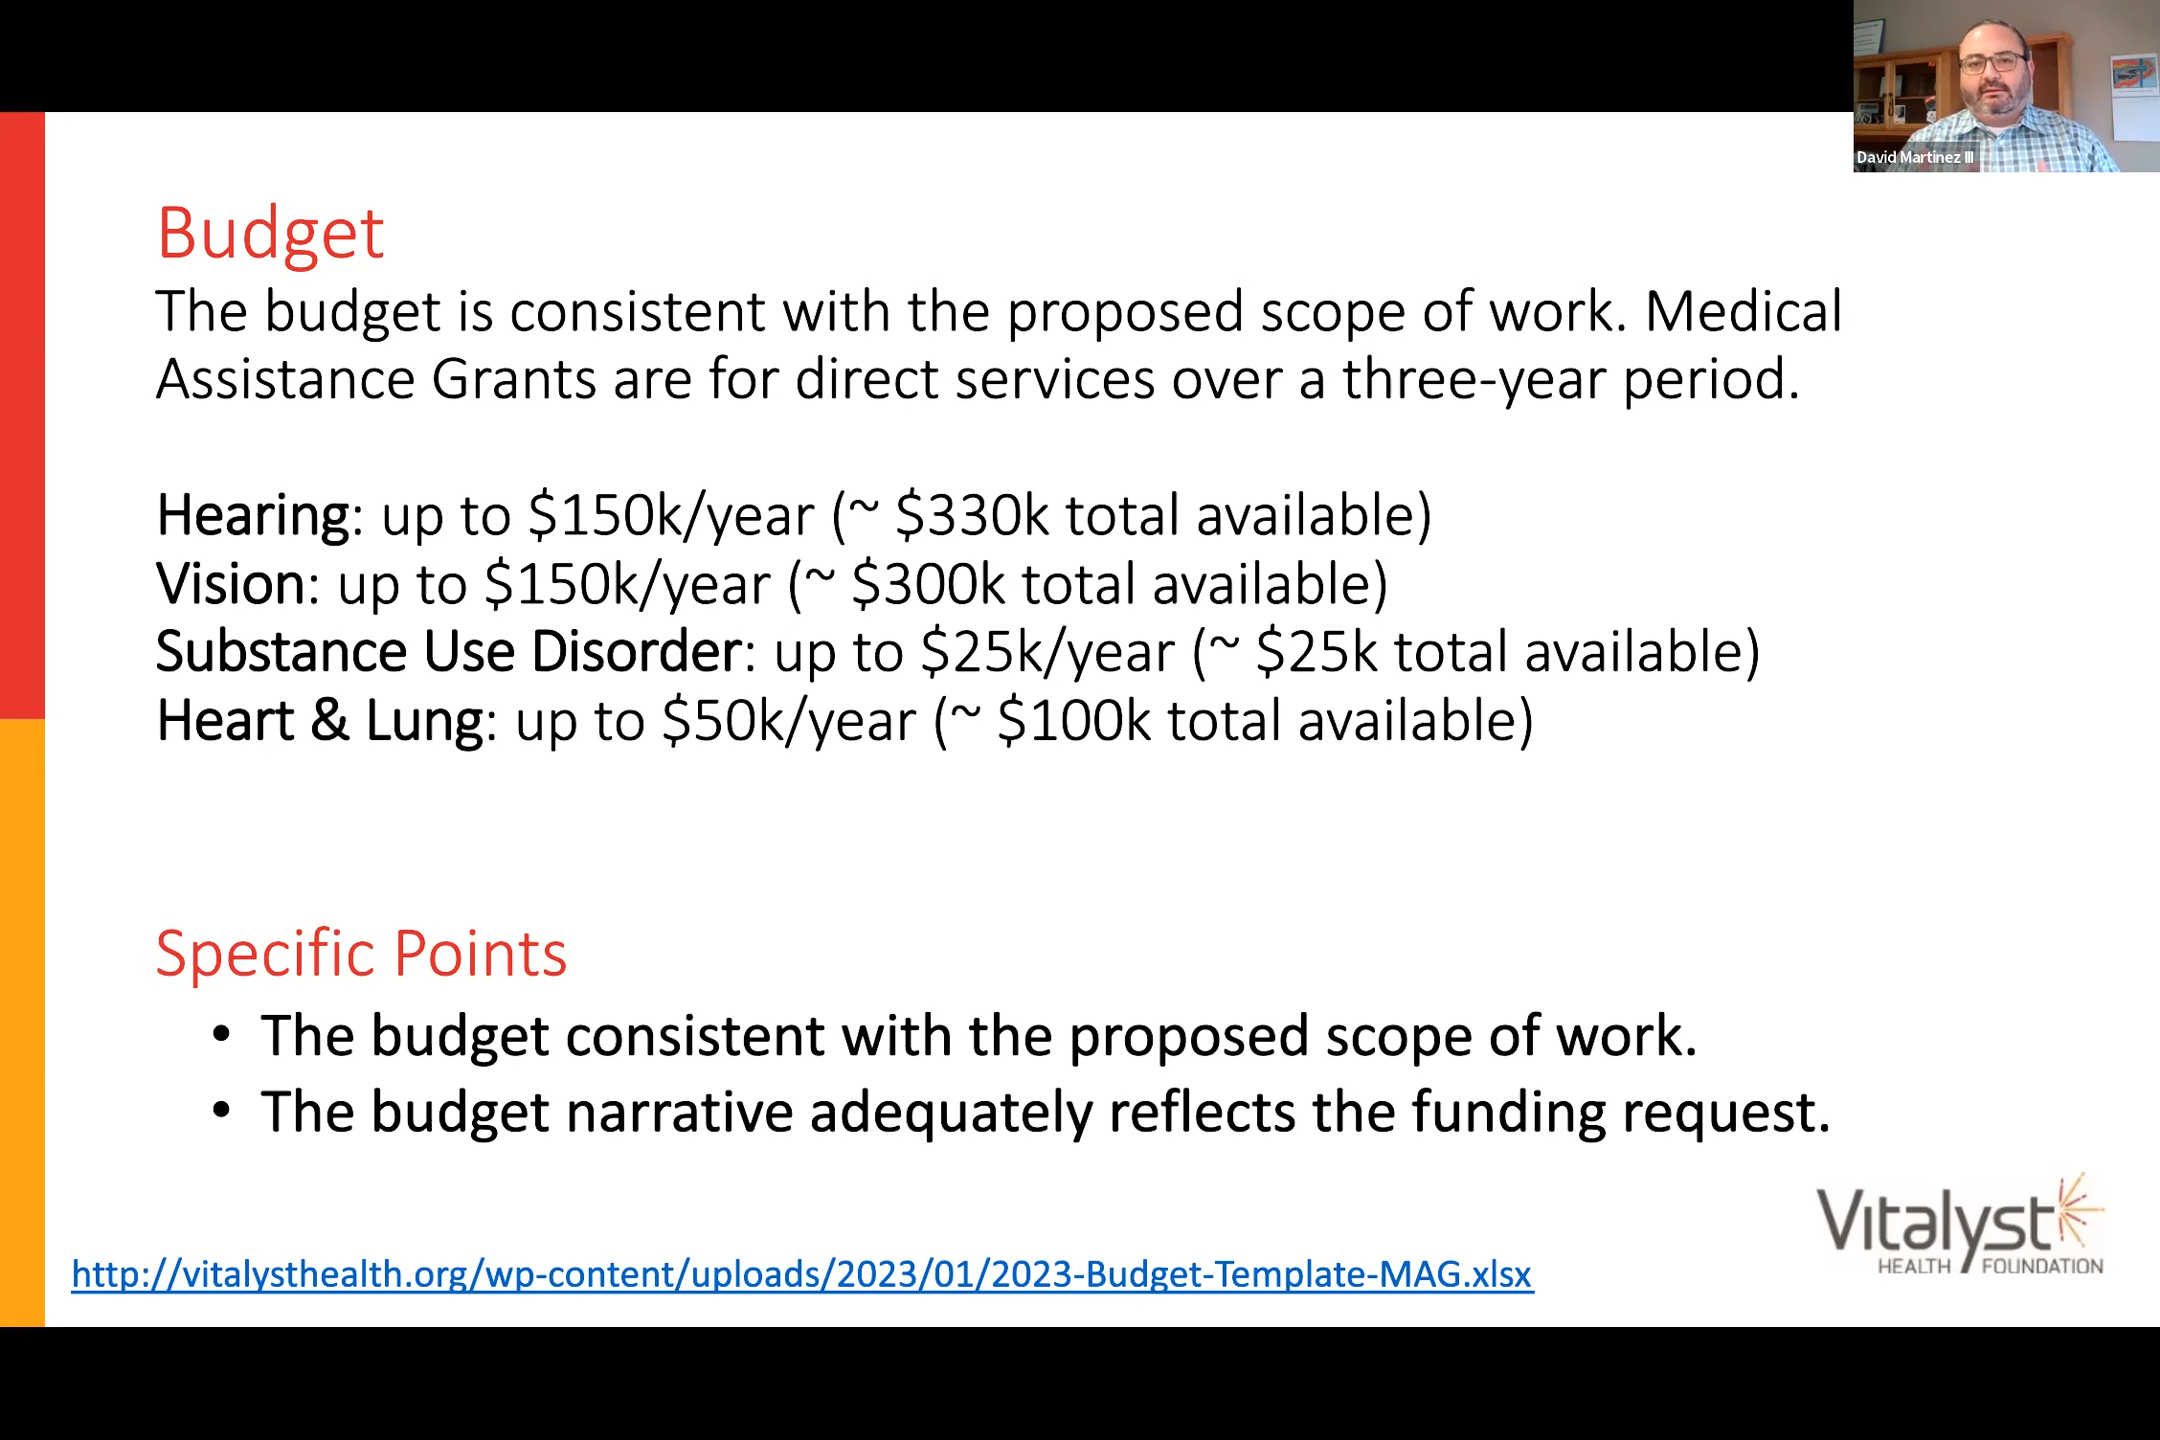 David Martinez III
Budget
The budget is consistent with the proposed scope of work. Medical
Assistance Grants are for direct services over a three-year period.
Hearing: up to $150k/year (~ $330k total available)
Vision: up to $150k/year (~ $300k total available)
Substance Use Disorder: up to $25k/year (~ $25k total available)
Heart & Lung: up to $50k/year (~ $100k total available)
Specific Points
• The budget consistent with the proposed scope of work.
• The budget narrative adequately reflects the funding request.
Vitalyst
HEALTH FOUNDATION
http://vitalysthealth.org/wp-content/uploads/2023/01/2023-Budget-Template-MAG.xlsx